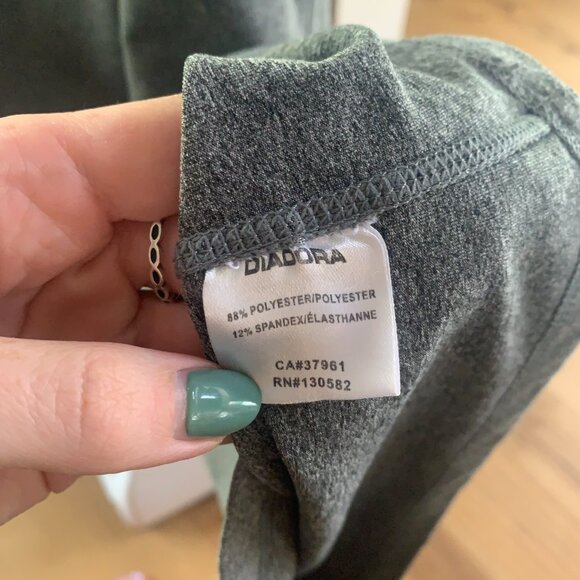 DIADORA
88% POLYESTER/POLYESTER
12% SPANDEX/ÉLASTHANNE
CA#37961
RN#130582